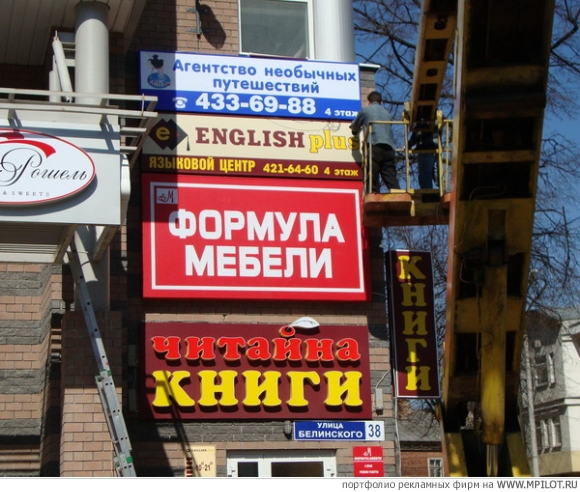 Агентство необычных
путешествий
433-69-88 4 этаж
e ENGLISH plus
ЯЗЫКОВОЙ ЦЕНТР 421-64-60 4 этаж
Рошель
& SWEETS
ФОРМУЛА
МЕБЕЛИ
КНИГИ
Читайна
КНИГИ
УЛИЦА
БЕЛИНСКОГО 38
портфолио рекламных фирм на WWW.MPILOT.RU